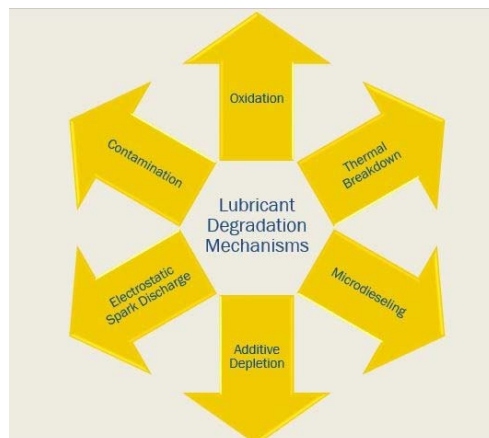 Oxidation
Thermal
Breakdown
Microdieseling
Additive
Depletion
Electrostatic
Spark Discharge
Contamination
Lubricant
Degradation
Mechanisms